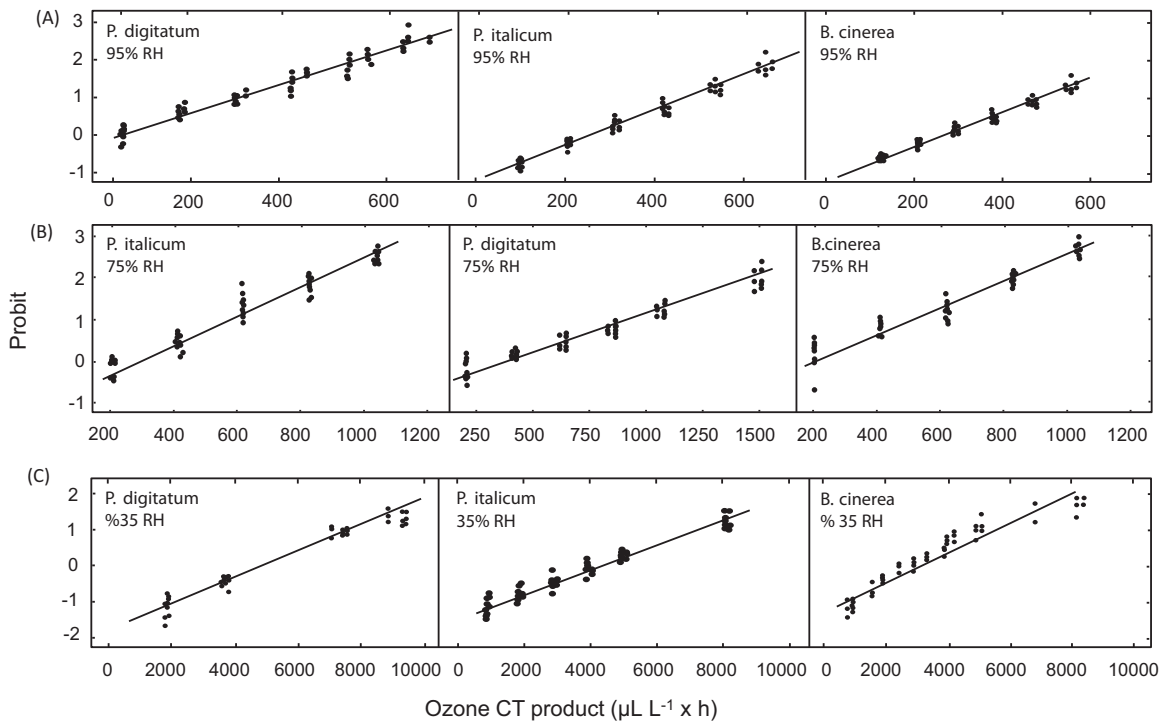 (A)
P. digitatum
95% RH
P. italicum
95% RH
B. cinerea
95% RH
3
2
1
0
-1
0 200 400 600
0 200 400 600
0 200 400 600
Probit
(B)
P. italicum
75% RH
P. digitatum
75% RH
B.cinerea
75% RH
3
2
1
0
-1
200 400 600 800 1000 1200
250 500 750 1000 1250 1500
200 400 600 800 1000 1200
(C)
P. digitatum
%35 RH
P. italicum
35% RH
B. cinerea
% 35 RH
2
1
0
-1
-2
0 2000 4000 6000 8000 10000
0 2000 4000 6000 8000 10000
0 2000 4000 6000 8000 10000
Ozone CT product (µL L⁻¹ x h)